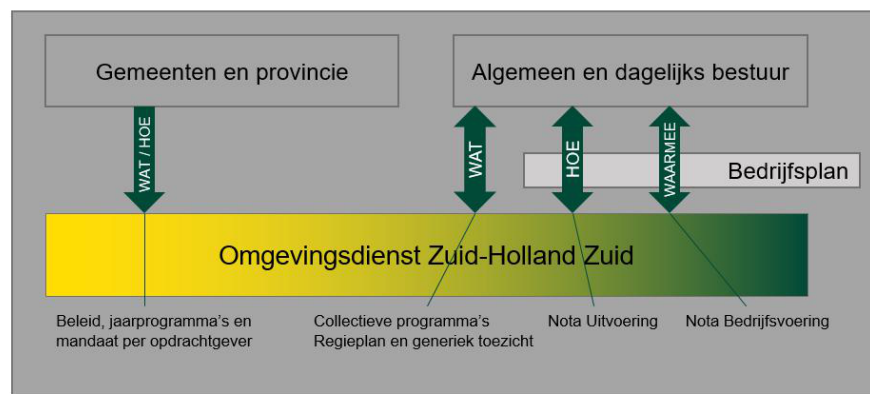 Gemeenten en provincie
Algemeen en dagelijks bestuur
WAT / HOE
WAT
HOE
WAARMEE
Bedrijfsplan
Omgevingsdienst Zuid-Holland Zuid
Beleid, jaarprogramma's en
mandaat per opdrachtgever
Collectieve programma's
Regieplan en generiek toezicht
Nota Uitvoering
Nota Bedrijfsvoering